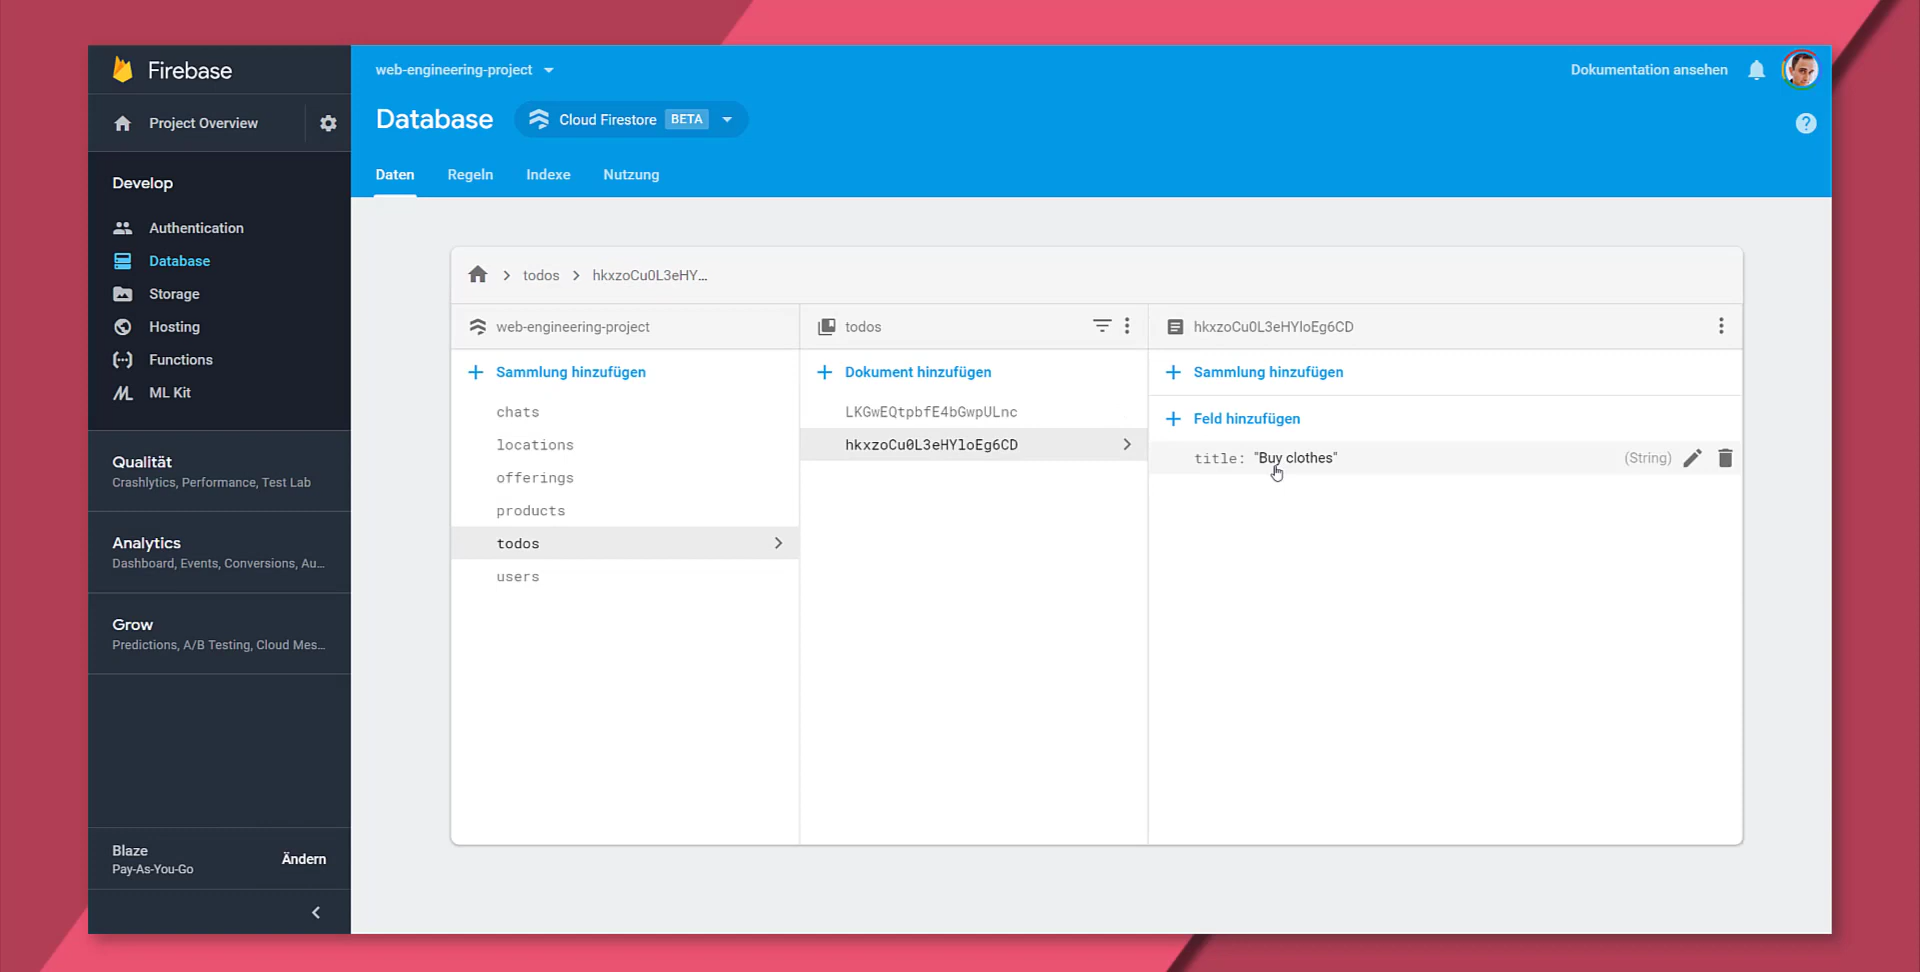 Firebase
web-engineering-project
Dokumentation ansehen
Project Overview
Database
Cloud Firestore BETA
Daten Regeln Indexe Nutzung
Develop
Authentication
Database
Storage
Hosting
Functions
ML Kit
Qualität
Crashlytics, Performance, Test Lab
Analytics
Dashboard, Events, Conversions, Au...
Grow
Predictions, A/B Testing, Cloud Mes...
Blaze
Pay-As-You-Go
Ändern
todos hkxzoCu0L3eHY...
web-engineering-project
Sammlung hinzufügen
chats
locations
offerings
products
todos
users
todos
Dokument hinzufügen
LKGwEQtpbfE4bGwpULnc
hkxzoCu0L3eHYloEg6CD
hkxzoCu0L3eHYloEg6CD
Sammlung hinzufügen
Feld hinzufügen
title: "Buy clothes" (String)